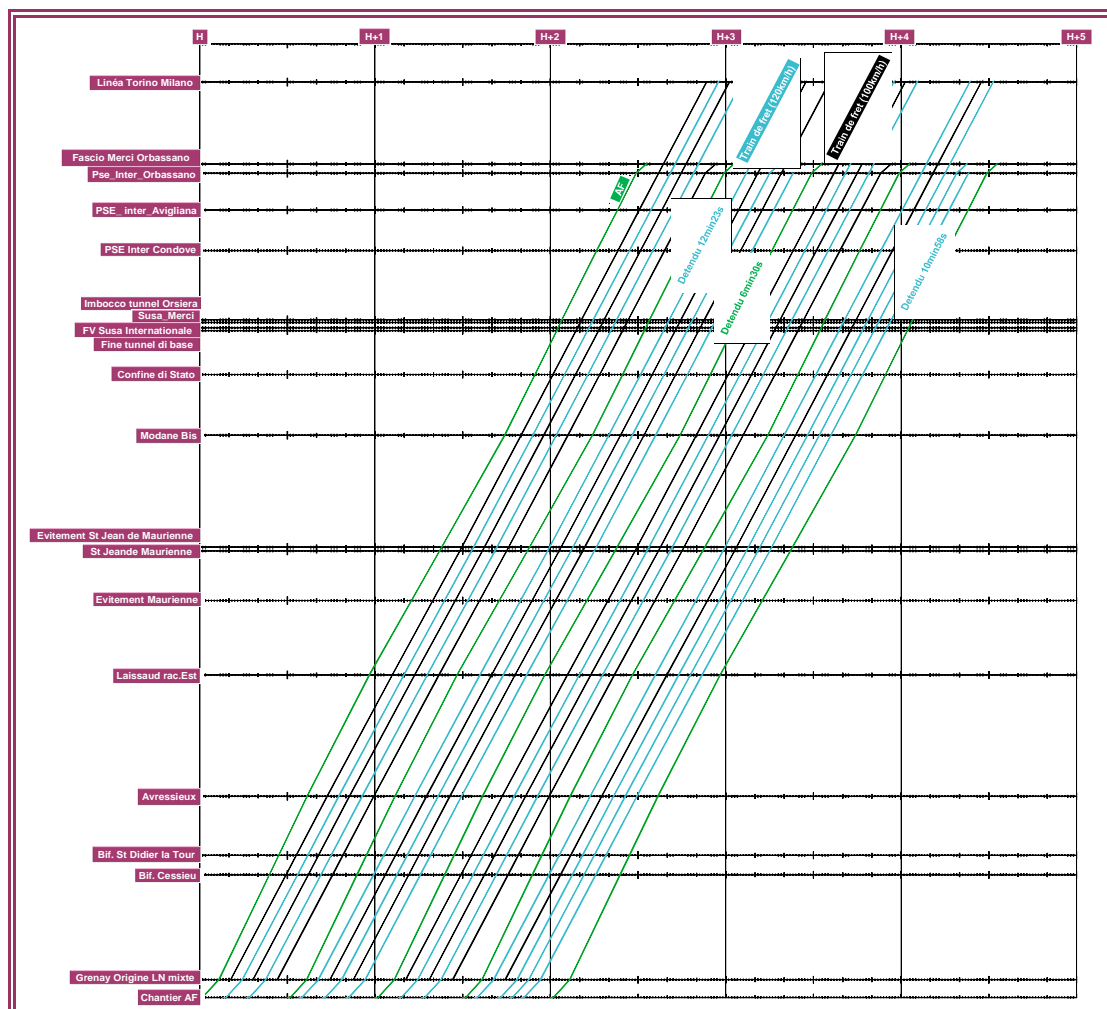 H
H+1
H+2
H+3
H+4
H+5
Linéa Torino Milano
Train de fret (120km/h)
Train de fret (100km/h)
Fascio Merci Orbassano
Pse_Inter_Orbassano
AF
PSE_ inter_Avigliana
Detendu 12min23s
PSE Inter Condove
Detendu 10min58s
Detendu 6min30s
Imbocco tunnel Orsiera
Susa_Merci
FV Susa Internationale
Fine tunnel di base
Confine di Stato
Modane Bis
Evitement St Jean de Maurienne
St Jeande Maurienne
Evitement Maurienne
Laissaud rac.Est
Avressieux
Bif. St Didier la Tour
Bif. Cessieu
Grenay Origine LN mixte
Chantier AF